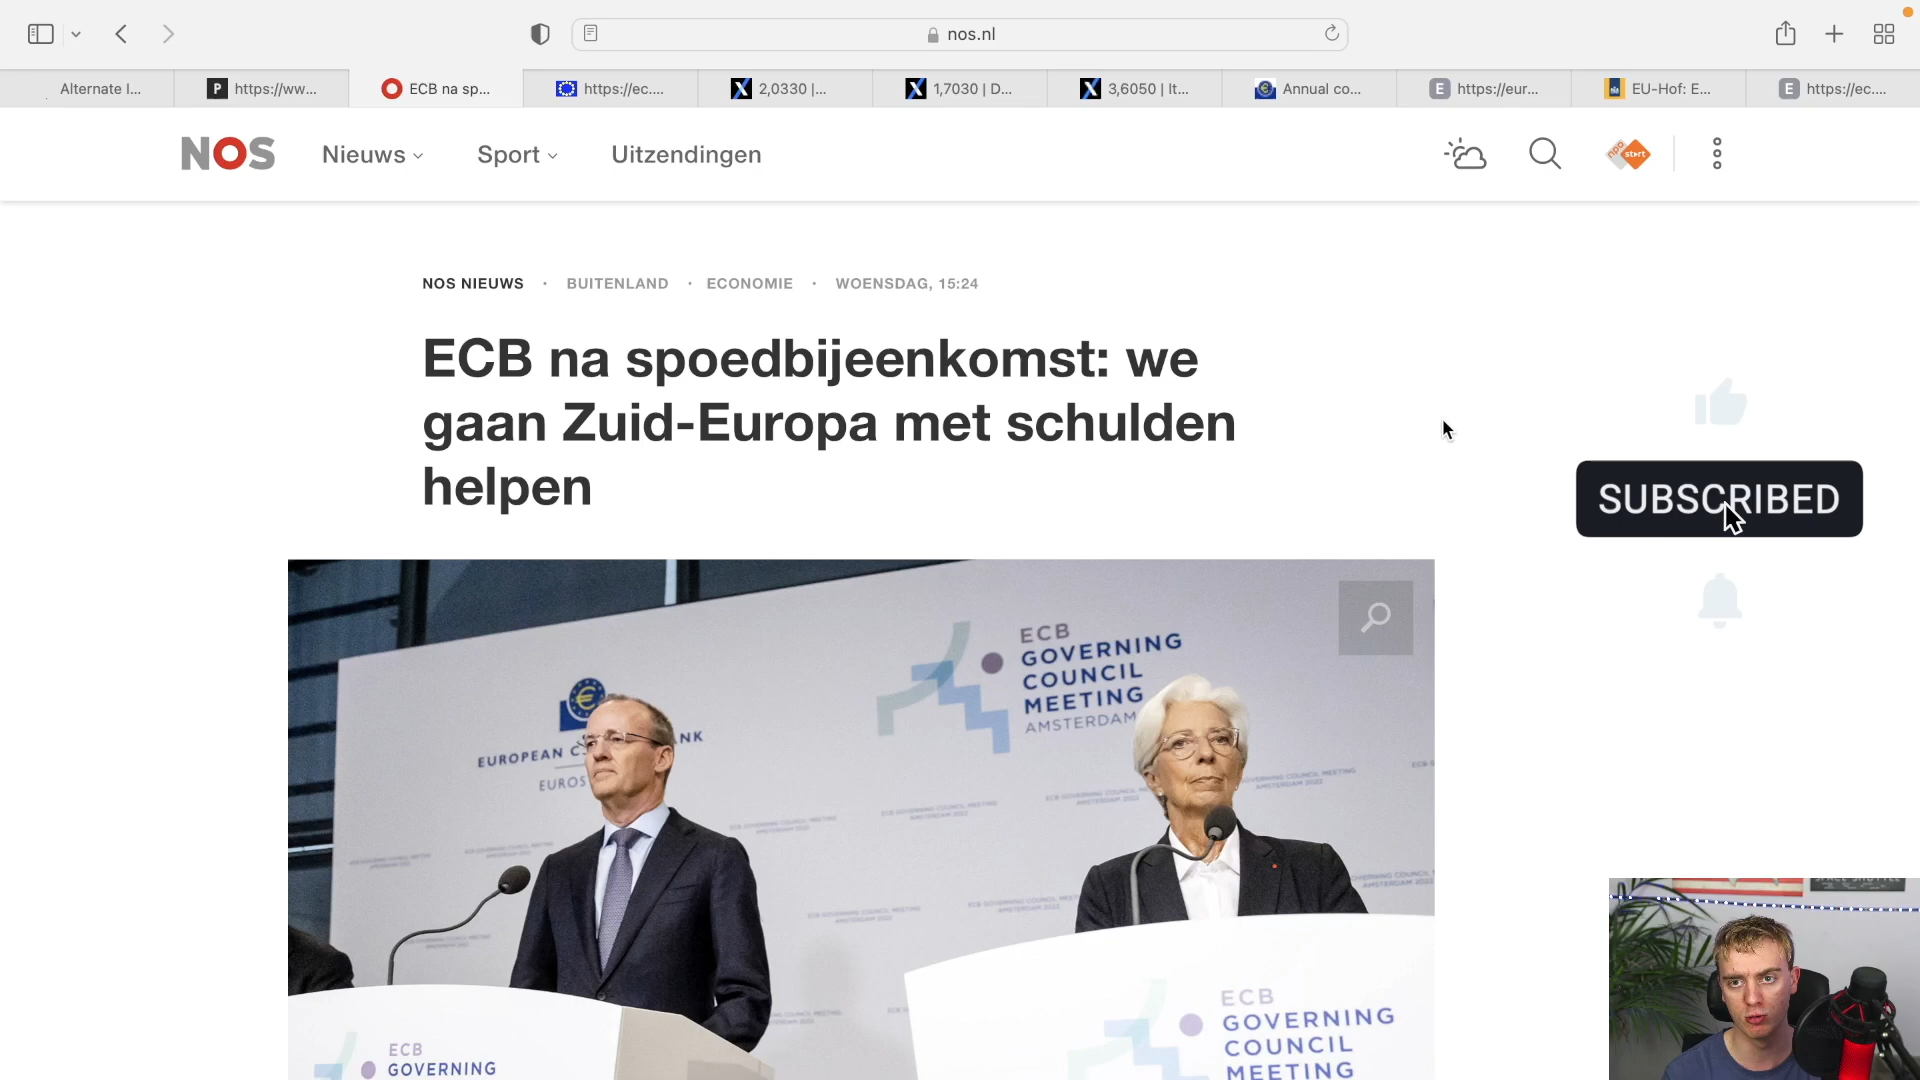 nos.nl
Alternate I...
P https://ww...
ECB na sp...
https://ec....
2,0330 |...
1,7030 | D...
3,6050 | It...
Annual co...
E https://eur...
EU-Hof: E...
E https://ec....
NOS
Nieuws
Sport
Uitzendingen
npo
start
NOS NIEUWS · BUITENLAND · ECONOMIE · WOENSDAG, 15:24
ECB na spoedbijeenkomst: we
gaan Zuid-Europa met schulden
helpen
SUBSCRIBED
ECB
GOVERNING
COUNCIL
MEETING
AMSTERDAM
EUROPEAN C
NK
EUROS
ECB
GOVERNING
ECB
GOVERNING
COUNCIL
MEETING